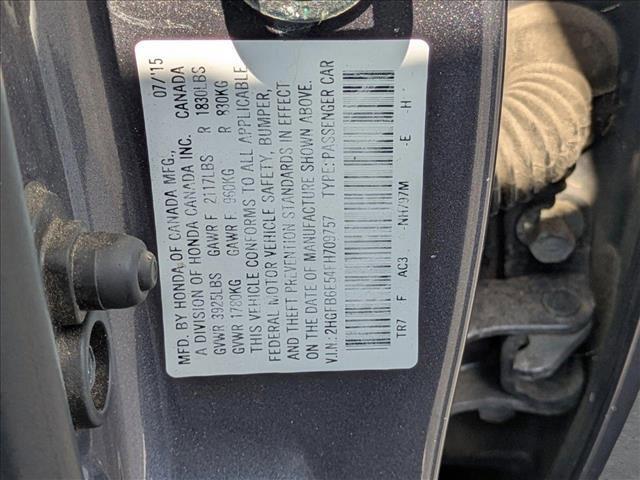 MFD. BY HONDA OF CANADA MFG., 07/15
A DIVISION OF HONDA CANADA INC. CANADA
GVWR 3925LBS GAWR F 2117LBS R 1830LBS
GVWR 1780KG GAWR F 960KG R 830KG
THIS VEHICLE CONFORMS TO ALL APPLICABLE
FEDERAL MOTOR VEHICLE SAFETY, BUMPER,
AND THEFT PREVENTION STANDARDS IN EFFECT
ON THE DATE OF MANUFACTURE SHOWN ABOVE.
V.I.N.: 2HGFB6E54FH709757 TYPE:PASSENGER CAR
TR7 F AC3 -NH797M -E -H